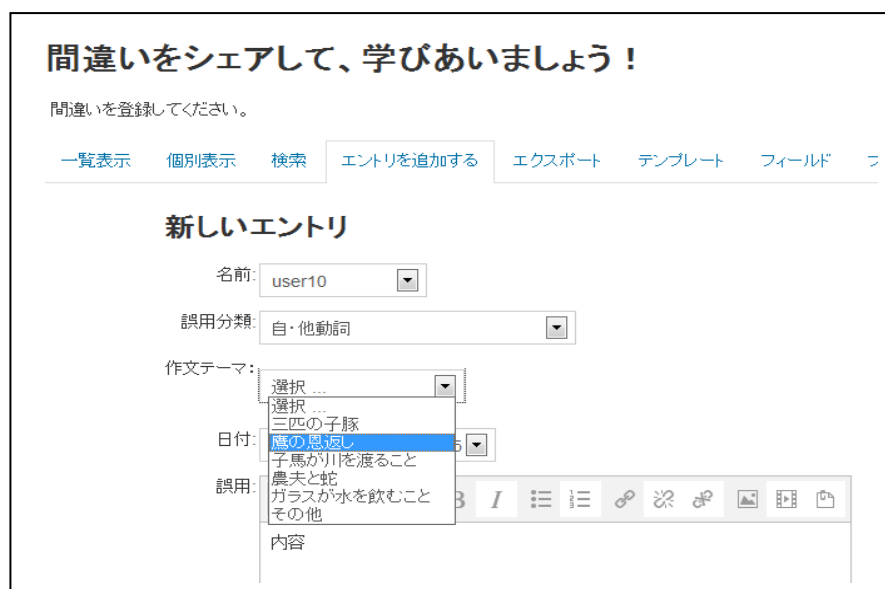 間違いをシェアして、学びあいましょう！
間違いを登録してください。
一覧表示 個別表示 検索 エントリを追加する エクスポート テンプレート フィールド
新しいエントリ
名前: user10
誤用分類: 自・他動詞
作文テーマ:
選択 ...
選択 ...
三匹の子豚
日付: 鷹の恩返し 5
子馬が川を渡ること
誤用: 農夫と蛇
ガラスが水を飲むこと B I
その他
内容